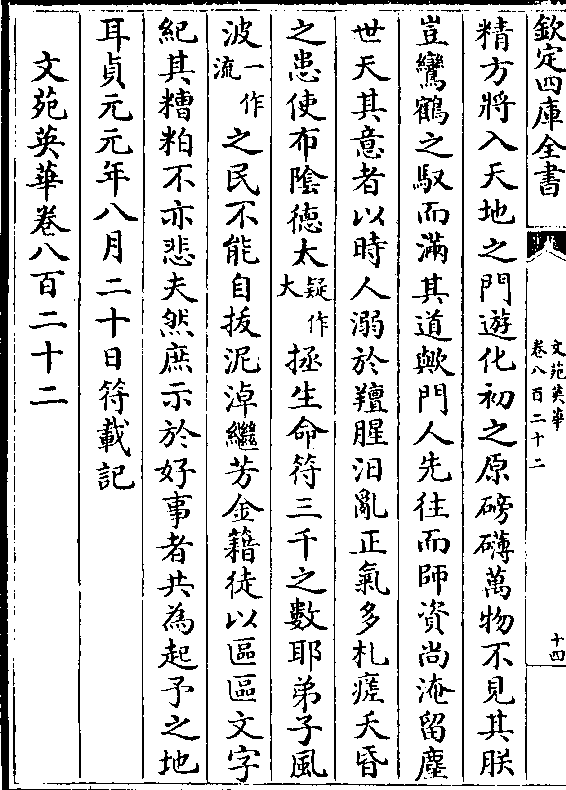 欽定四庫全書
文苑英華
卷八百二十二
十四
精方將入天地之門遊化初之原磅礴萬物不見其朕
豈鸞鶴之馭而滿其道歟門人先往而師資尚淹留塵
世天其意者以時人溺於羶腥汨亂正氣多札瘥夭昏
之患使布陰德太疑作大拯生命符三千之數耶弟子風
波一作流之民不能自拔泥淖繼芳金籍徒以區區文字
紀其糟粕不亦悲夫然庶示於好事者共為起予之地
耳貞元元年八月二十日符載記
文苑英華卷八百二十二